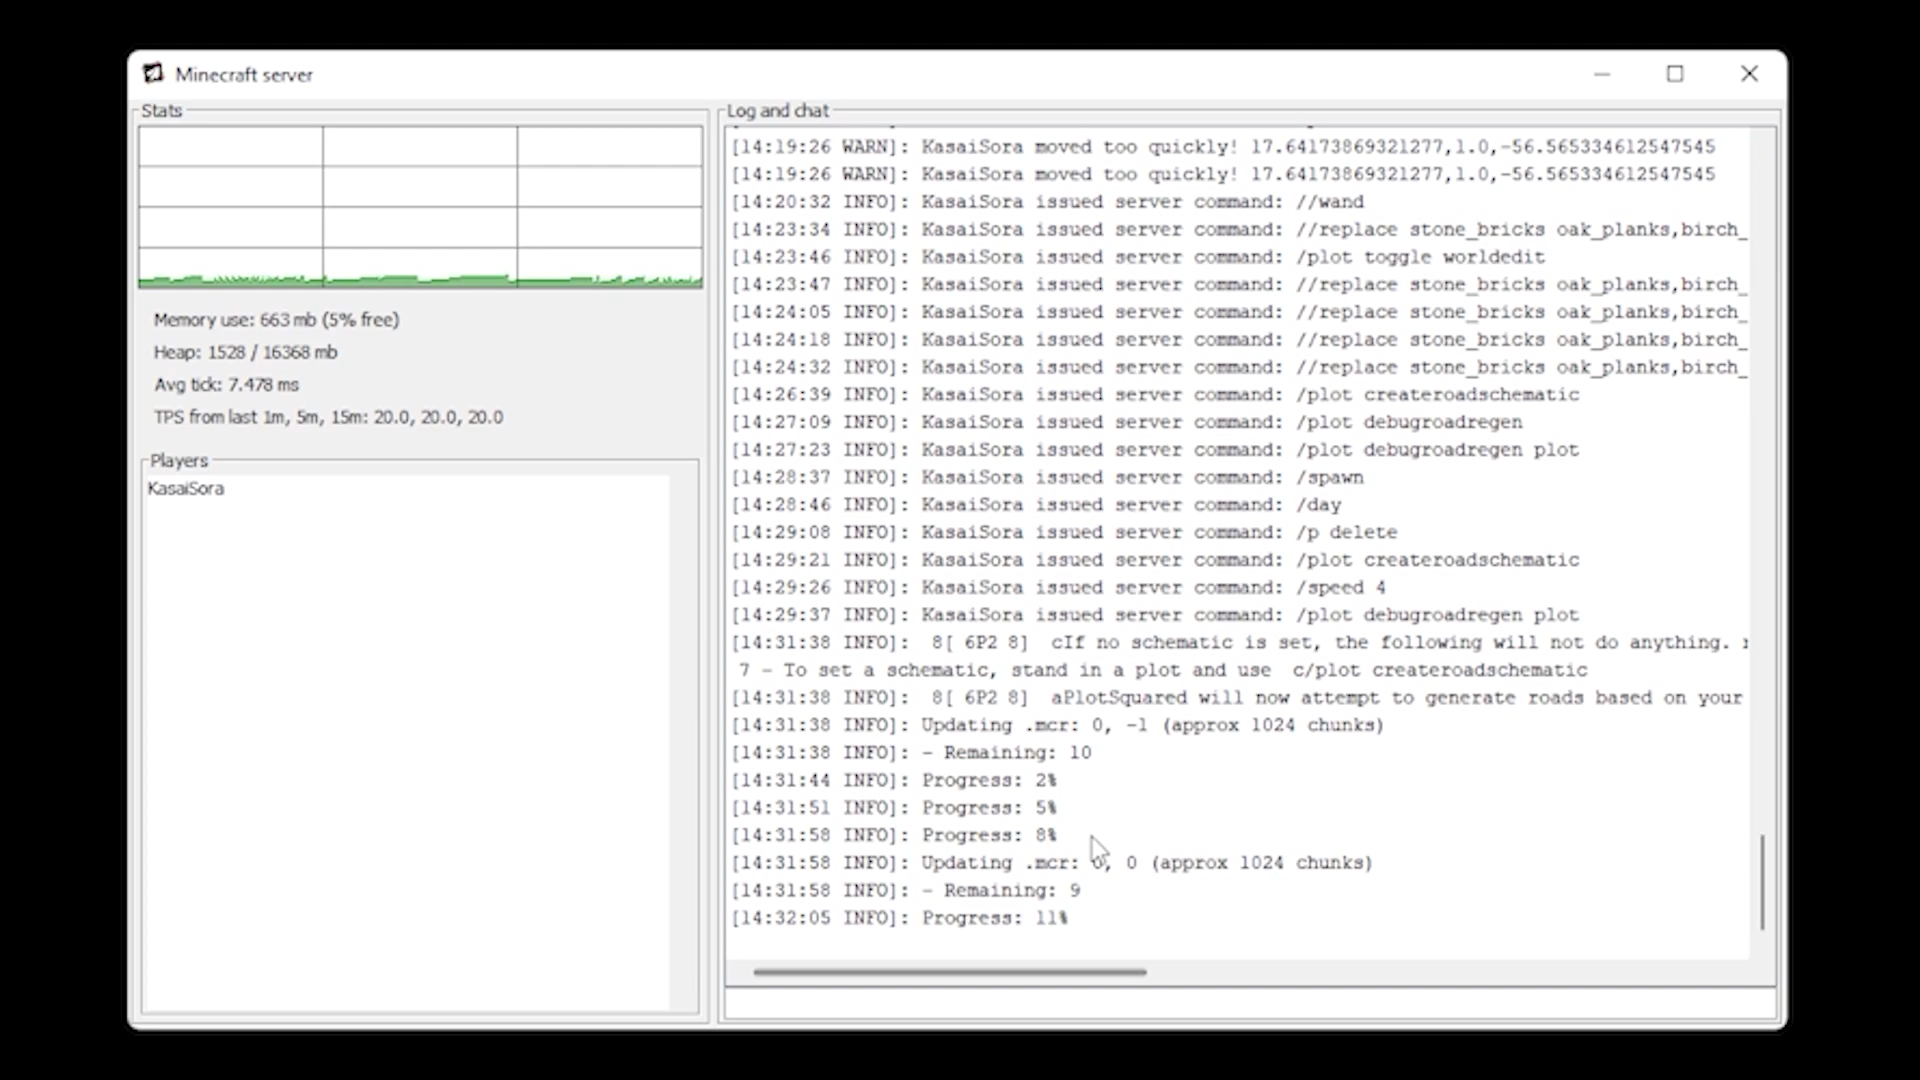 Minecraft server
Stats
Memory use: 663 mb (5% free)
Heap: 1528 / 16368 mb
Avg tick: 7.478 ms
TPS from last 1m, 5m, 15m: 20.0, 20.0, 20.0
Players
KasaiSora
Log and chat
[14:19:26 WARN]: KasaiSora moved too quickly! 17.64173869321277,1.0,-56.565334612547545
[14:19:26 WARN]: KasaiSora moved too quickly! 17.64173869321277,1.0,-56.565334612547545
[14:20:32 INFO]: KasaiSora issued server command: //wand
[14:23:34 INFO]: KasaiSora issued server command: //replace stone_bricks oak_planks,birch_
[14:23:46 INFO]: KasaiSora issued server command: /plot toggle worldedit
[14:23:47 INFO]: KasaiSora issued server command: //replace stone_bricks oak_planks,birch_
[14:24:05 INFO]: KasaiSora issued server command: //replace stone_bricks oak_planks,birch_
[14:24:18 INFO]: KasaiSora issued server command: //replace stone_bricks oak_planks,birch_
[14:24:32 INFO]: KasaiSora issued server command: //replace stone_bricks oak_planks,birch_
[14:26:39 INFO]: KasaiSora issued server command: /plot createroadschematic
[14:27:09 INFO]: KasaiSora issued server command: /plot debugroadregen
[14:27:23 INFO]: KasaiSora issued server command: /plot debugroadregen plot
[14:28:37 INFO]: KasaiSora issued server command: /spawn
[14:28:46 INFO]: KasaiSora issued server command: /day
[14:29:08 INFO]: KasaiSora issued server command: /p delete
[14:29:21 INFO]: KasaiSora issued server command: /plot createroadschematic
[14:29:26 INFO]: KasaiSora issued server command: /speed 4
[14:29:37 INFO]: KasaiSora issued server command: /plot debugroadregen plot
[14:31:38 INFO]: 8[ 6P2 8] cIf no schematic is set, the following will not do anything.
7 - To set a schematic, stand in a plot and use c/plot createroadschematic
[14:31:38 INFO]: 8[ 6P2 8] aPlotSquared will now attempt to generate roads based on your
[14:31:38 INFO]: Updating .mcr: 0, -1 (approx 1024 chunks)
[14:31:38 INFO]: - Remaining: 10
[14:31:44 INFO]: Progress: 2%
[14:31:51 INFO]: Progress: 5%
[14:31:58 INFO]: Progress: 8%
[14:31:58 INFO]: Updating .mcr: 0, 0 (approx 1024 chunks)
[14:31:58 INFO]: - Remaining: 9
[14:32:05 INFO]: Progress: 11%